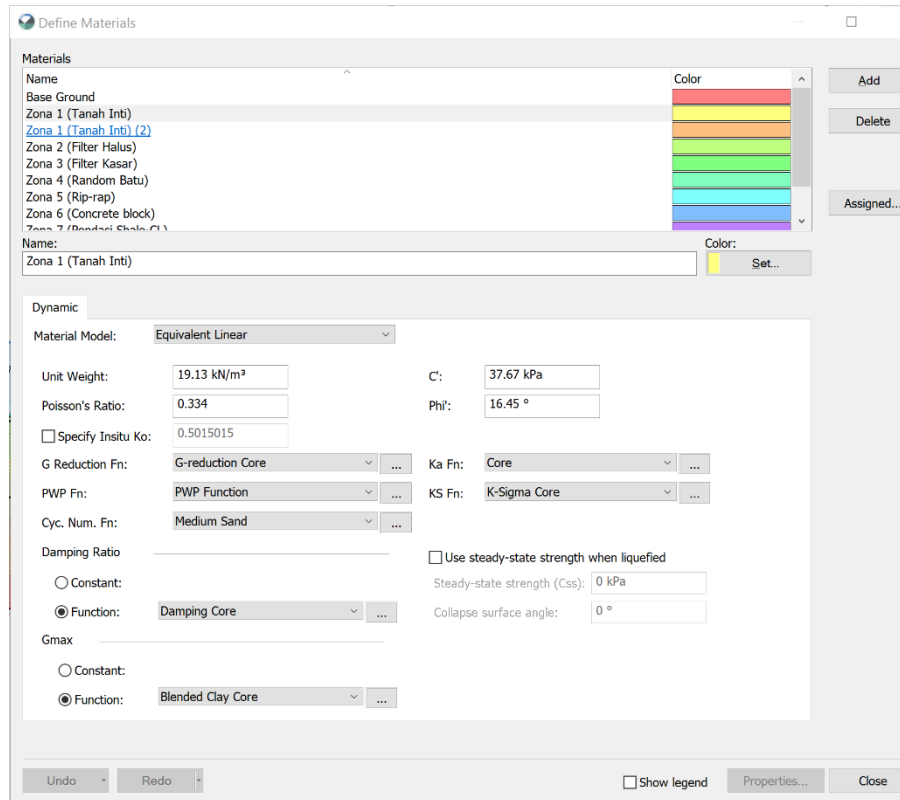 Define Materials
Materials
Name Color
Base Ground
Zona 1 (Tanah Inti)
Zona 1 (Tanah Inti) (2)
Zona 2 (Filter Halus)
Zona 3 (Filter Kasar)
Zona 4 (Random Batu)
Zona 5 (Rip-rap)
Zona 6 (Concrete block)
Zona 7 (Pondasi Shale-CL)
Add
Delete
Assigned...
Name: Color:
Zona 1 (Tanah Inti) Set...
Dynamic
Material Model: Equivalent Linear
Unit Weight: 19.13 kN/m³ C': 37.67 kPa
Poisson's Ratio: 0.334 Phi': 16.45 °
Specify Insitu Ko: 0.5015015
G Reduction Fn: G-reduction Core ... Ka Fn: Core ...
PWP Fn: PWP Function ... KS Fn: K-Sigma Core ...
Cyc. Num. Fn: Medium Sand ...
Damping Ratio Use steady-state strength when liquefied
Constant: Steady-state strength (Css): 0 kPa
Function: Damping Core ... Collapse surface angle: 0 °
Gmax
Constant:
Function: Blended Clay Core ...
Undo Redo Show legend Properties... Close